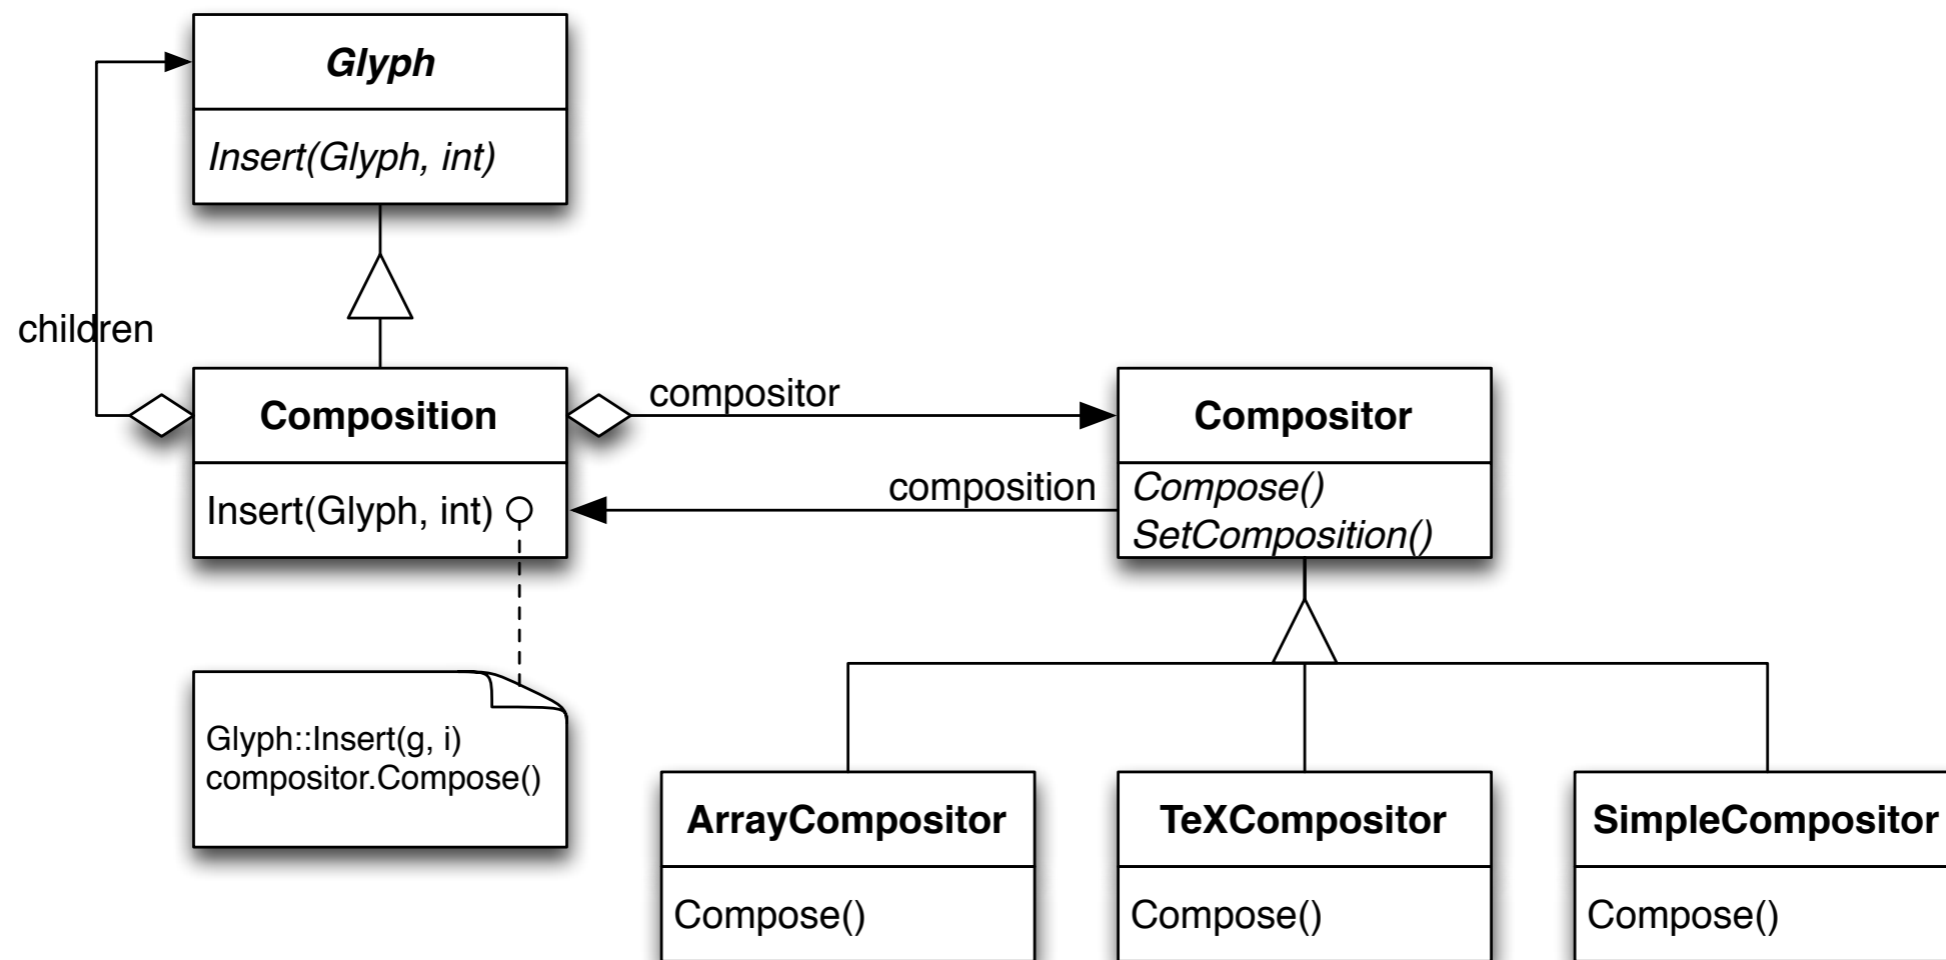 Glyph
Insert(Glyph, int)
children
Composition
Insert(Glyph, int)
compositor
composition
Compositor
Compose()
SetComposition()
Glyph::Insert(g, i)
compositor.Compose()
ArrayCompositor
Compose()
TeXCompositor
Compose()
SimpleCompositor
Compose()